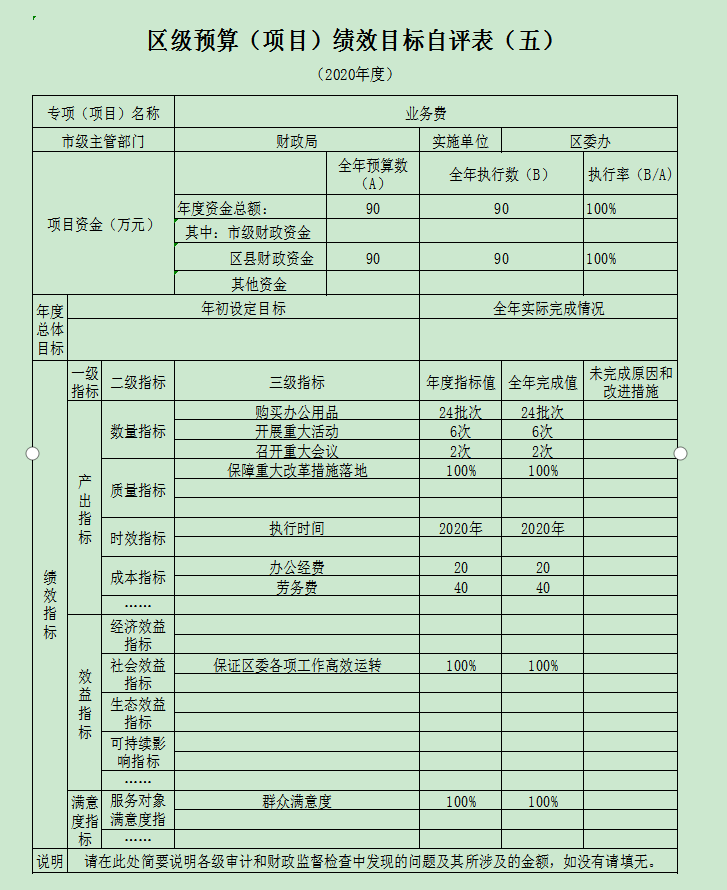 区级预算（项目）绩效目标自评表（五）
（2020年度）
专项（项目）名称 业务费
市级主管部门 财政局 实施单位 区委办
项目资金（万元） 全年预算数（A） 全年执行数（B） 执行率（B/A)
年度资金总额： 90 90 100%
其中：市级财政资金
区县财政资金 90 90 100%
其他资金
年度总体目标 年初设定目标 全年实际完成情况
绩效指标 一级指标 二级指标 三级指标 年度指标值 全年完成值 未完成原因和改进措施
产出指标 数量指标 购买办公用品 24批次 24批次
开展重大活动 6次 6次
召开重大会议 2次 2次
质量指标 保障重大改革措施落地 100% 100%
时效指标 执行时间 2020年 2020年
成本指标 办公经费 20 20
劳务费 40 40
……
效益指标 经济效益指标
社会效益指标 保证区委各项工作高效运转 100% 100%
生态效益指标
可持续影响指标
……
满意度指标 服务对象满意度指 群众满意度 100% 100%
……
说明 请在此处简要说明各级审计和财政监督检查中发现的问题及其所涉及的金额，如没有请填无。